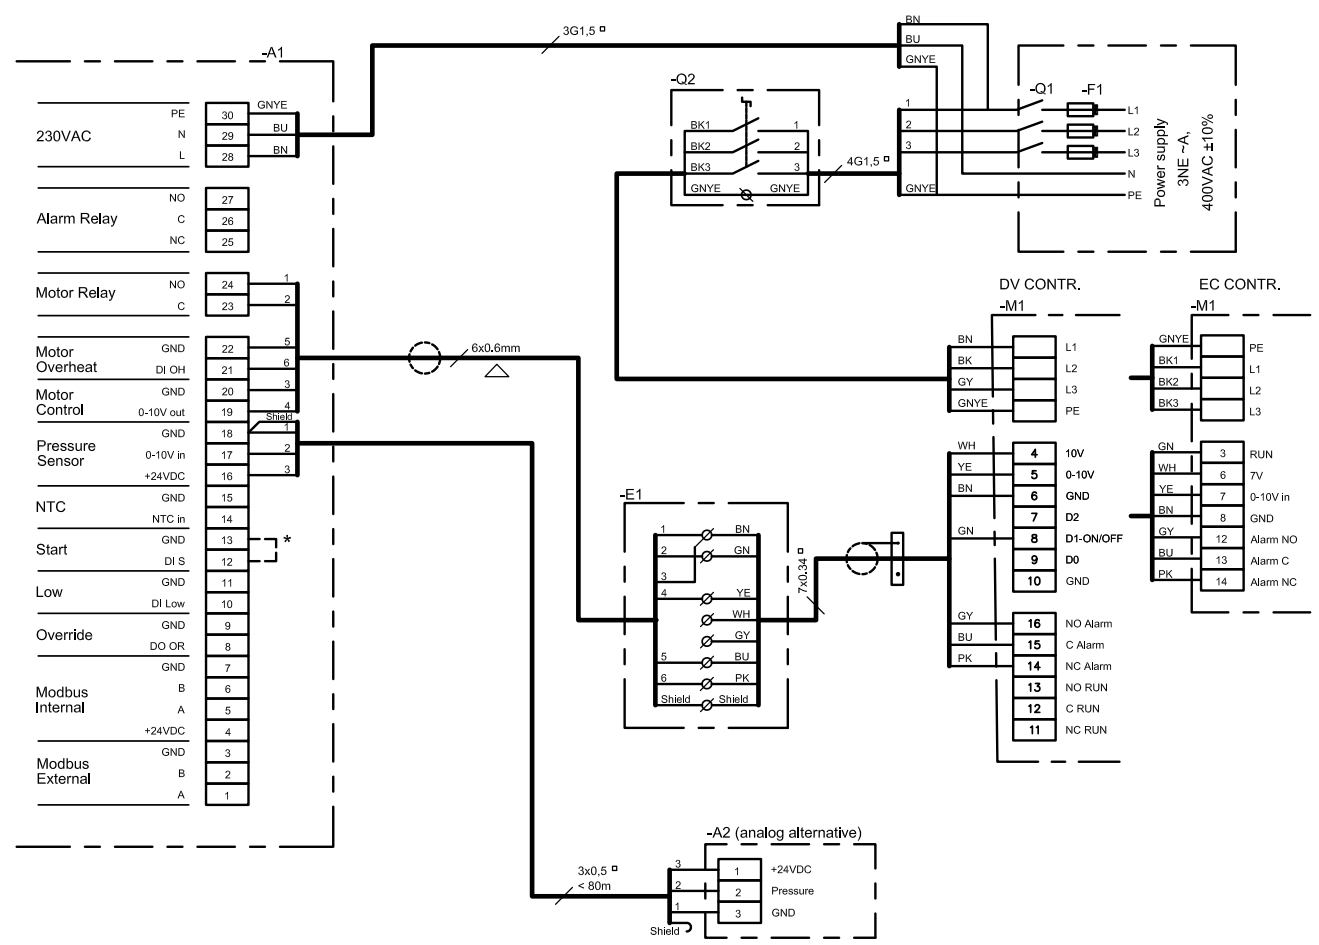 -A1
230VAC
PE 30 GNYE
N 29 BU
L 28 BN
Alarm Relay
NO 27
C 26
NC 25
Motor Relay
NO 24 1
C 23 2
Motor
Overheat
GND 22 5
DI OH 21 6
Motor
Control
GND 20 3
0-10V out 19 4
Shield
Pressure
Sensor
GND 18 1
0-10V in 17 2
+24VDC 16 3
NTC
GND 15
NTC in 14
Start
GND 13 *
DI S 12
Low
GND 11
DI Low 10
Override
GND 9
DO OR 8
Modbus
Internal
GND 7
B 6
A 5
+24VDC 4
Modbus
External
GND 3
B 2
A 1
3G1,5
6x0.6mm
3x0,5
< 80m
-Q2
BK1 1
BK2 2
BK3 3
GNYE GNYE
4G1,5
BN
BU
GNYE
1
2
3
GNYE
-Q1 -F1
L1
L2
L3
N
PE
Power supply
3NE ~A,
400VAC ±10%
-E1
1 BN
2 GN
3
4 YE
WH
GY
5 BU
6 PK
Shield Shield
7x0.34
DV CONTR.
-M1
BN L1
BK L2
GY L3
GNYE PE
WH 4 10V
YE 5 0-10V
BN 6 GND
7 D2
GN 8 D1-ON/OFF
9 D0
10 GND
GY 16 NO Alarm
BU 15 C Alarm
PK 14 NC Alarm
13 NO RUN
12 C RUN
11 NC RUN
EC CONTR.
-M1
GNYE PE
BK1 L1
BK2 L2
BK3 L3
GN 3 RUN
WH 6 7V
YE 7 0-10V in
BN 8 GND
GY 12 Alarm NO
BU 13 Alarm C
PK 14 Alarm NC
-A2 (analog alternative)
3 1 +24VDC
2 2 Pressure
1 3 GND
Shield